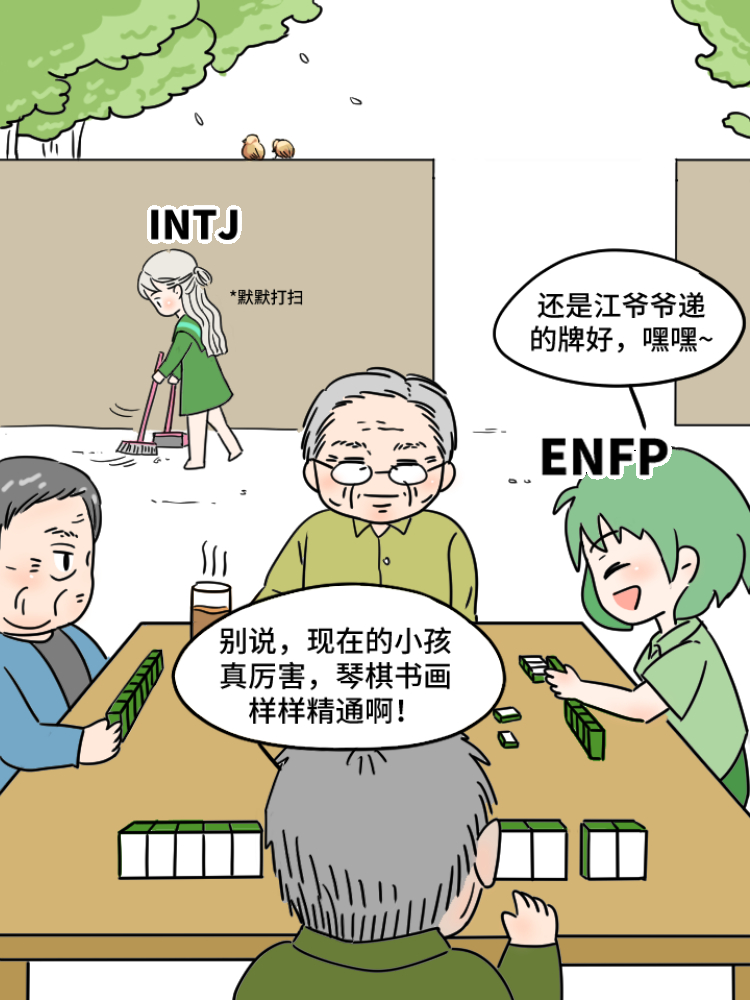 INTJ
*默默打扫
还是江爷爷递
的牌好，嘿嘿~
ENFP
别说，现在的小孩
真厉害，琴棋书画
样样精通啊！